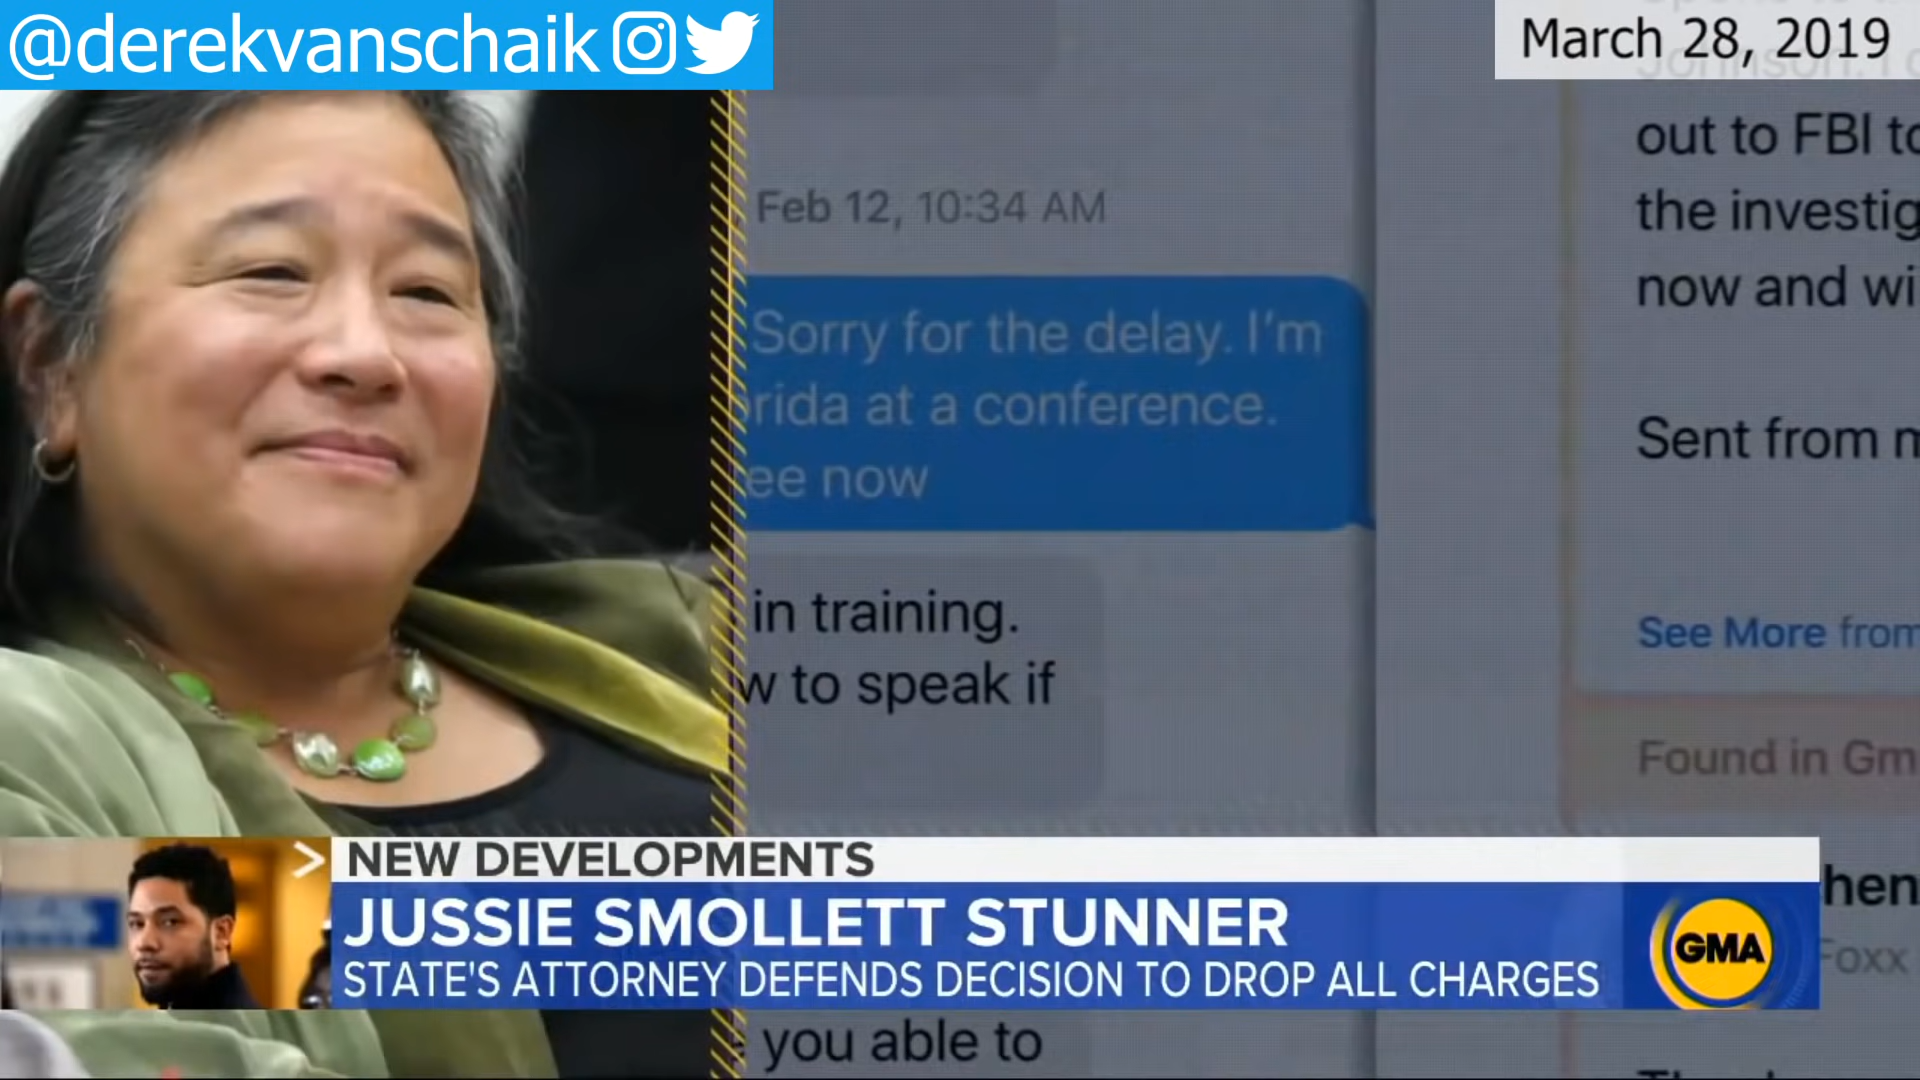 @derekvanschaik
March 28, 2019
Feb 12, 10:34 AM
Sorry for the delay. I'm
rida at a conference.
ee now
in training.
w to speak if
you able to
out to FBI to
the investig
now and wi
Sent from m
See More from
Found in Gm
hen
Foxx
NEW DEVELOPMENTS
JUSSIE SMOLLETT STUNNER
STATE'S ATTORNEY DEFENDS DECISION TO DROP ALL CHARGES
GMA